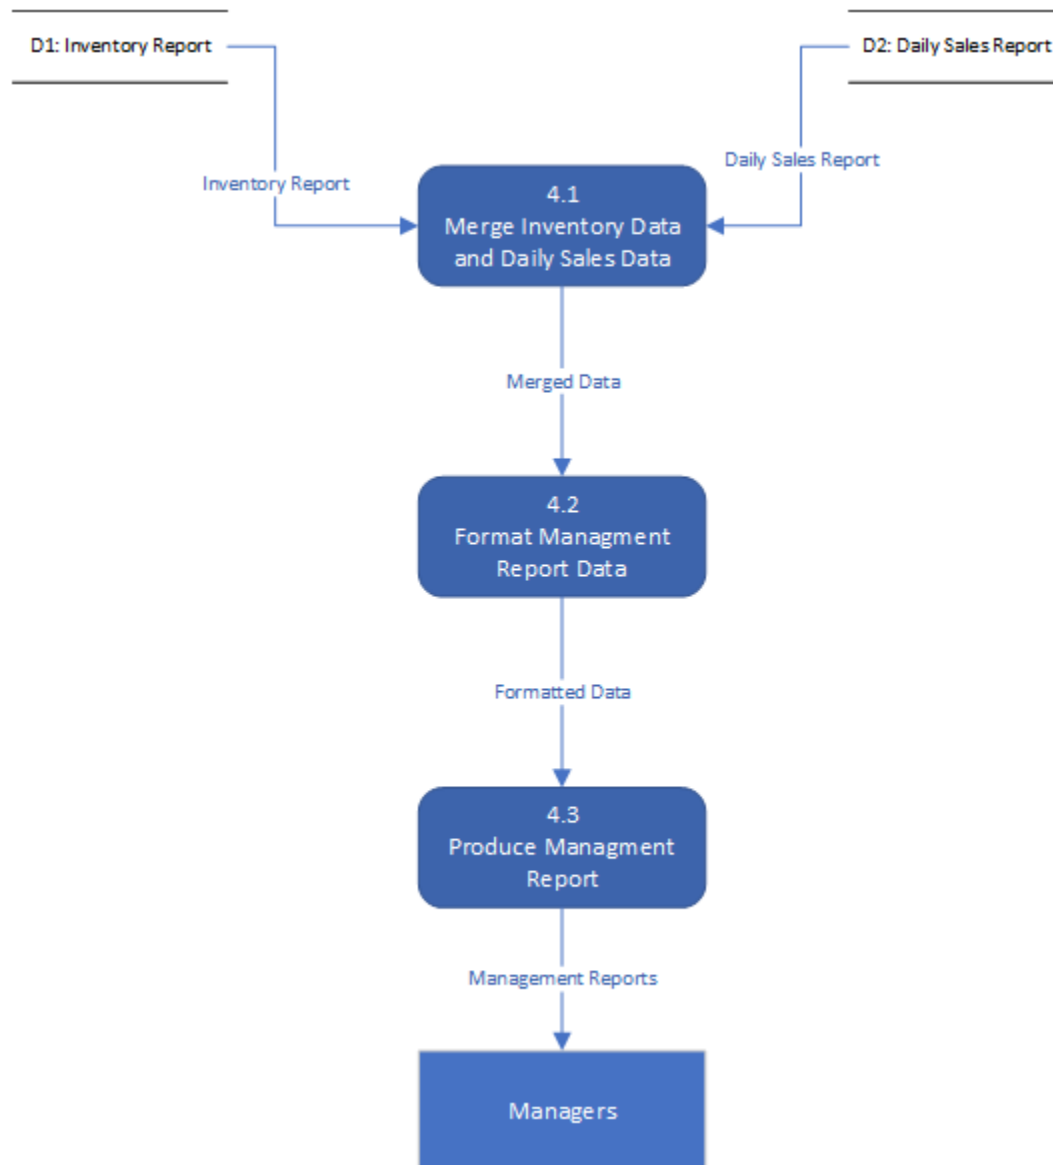 D1: Inventory Report
D2: Daily Sales Report
Daily Sales Report
Inventory Report
4.1
Merge Inventory Data
and Daily Sales Data
Merged Data
4.2
Format Managment
Report Data
Formatted Data
4.3
Produce Managment
Report
Management Reports
Managers